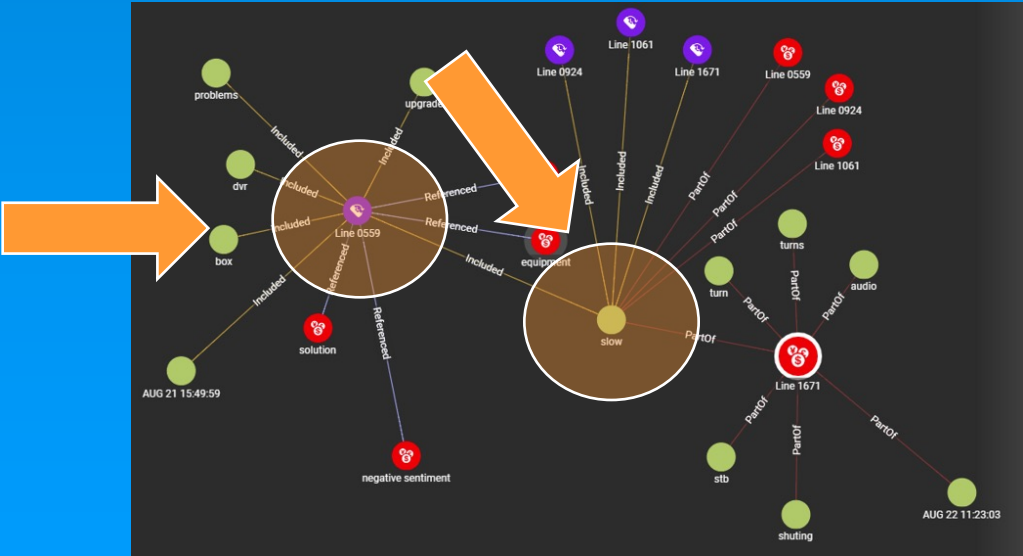 Line 1061
Line 0924
Line 1671
Line 0559
problems
upgrade
Line 0924
Included
Included
Line 1061
dvr
Included
Included
Included
Included
PartOf
Referenced
PartOf
box
Included
Line 0559
Referenced
PartOf
turns
equipment
Included
Referenced
Included
turn
PartOf
audio
PartOf
PartOf
solution
Referenced
slow
PartOf
AUG 21 15:49:59
Line 1671
PartOf
PartOf
PartOf
negative sentiment
stb
AUG 22 11:23:03
shuting